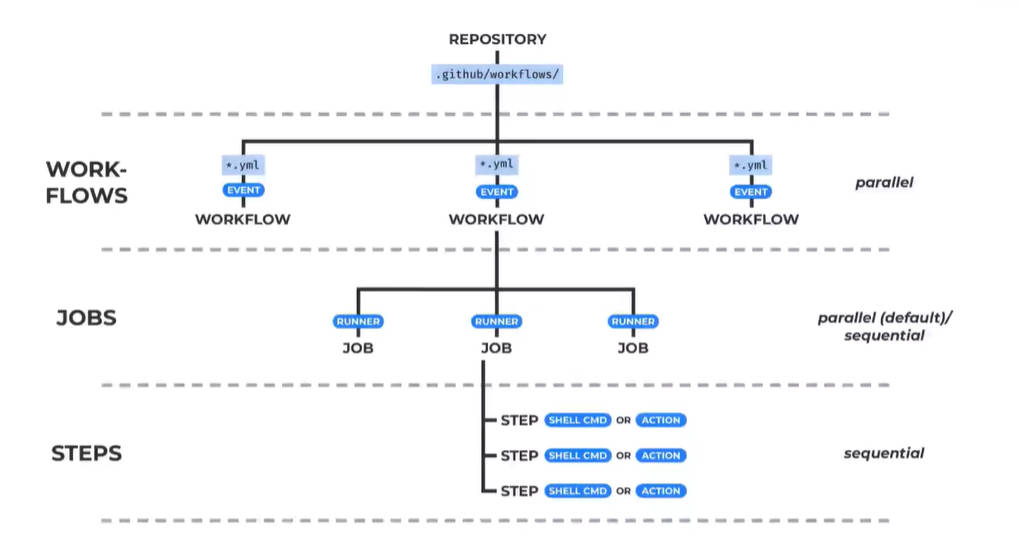 REPOSITORY
.github/workflows/
WORK-
FLOWS
*.yml
*.yml
*.yml
EVENT
EVENT
EVENT
WORKFLOW
WORKFLOW
WORKFLOW
parallel
JOBS
RUNNER
RUNNER
RUNNER
JOB
JOB
JOB
parallel (default)/
sequential
STEPS
STEP SHELL CMD OR ACTION
STEP SHELL CMD OR ACTION
STEP SHELL CMD OR ACTION
sequential